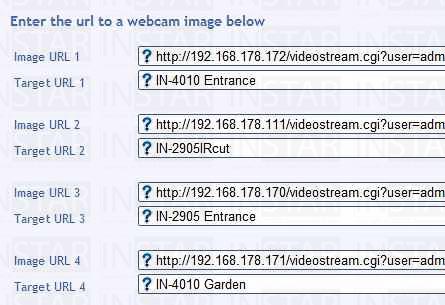 Enter the url to a webcam image below
Image URL 1
? http://192.168.178.172/videostream.cgi?user=adm
Target URL 1
? IN-4010 Entrance
Image URL 2
? http://192.168.178.111/videostream.cgi?user=adm
Target URL 2
? IN-2905IRcut
Image URL 3
? http://192.168.178.170/videostream.cgi?user=adm
Target URL 3
? IN-2905 Entrance
Image URL 4
? http://192.168.178.171/videostream.cgi?user=adm
Target URL 4
? IN-4010 Garden